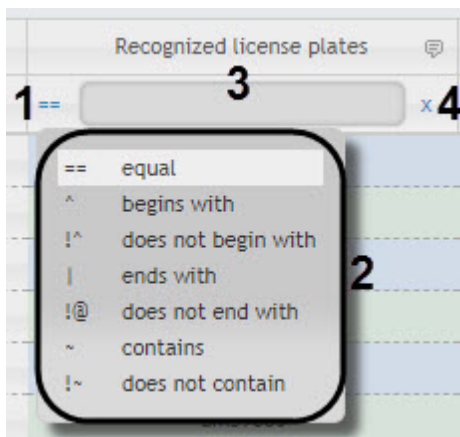 Recognized license plates
1 == 3 x 4
== equal
^ begins with
!^ does not begin with
| ends with
!@ does not end with
~ contains
!~ does not contain
2